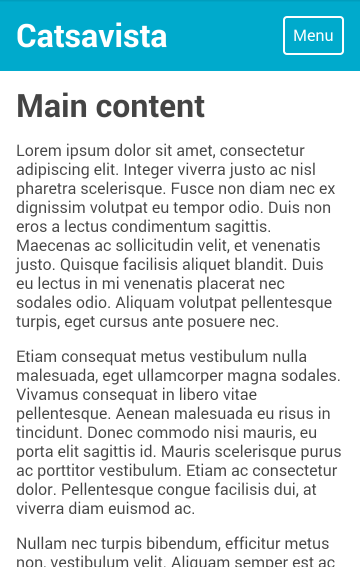 Catsavista
Menu
Main content
Lorem ipsum dolor sit amet, consectetur
adipiscing elit. Integer viverra justo ac nisl
pharetra scelerisque. Fusce non diam nec ex
dignissim volutpat eu tempor odio. Duis non
eros a lectus condimentum sagittis.
Maecenas ac sollicitudin velit, et venenatis
justo. Quisque facilisis aliquet blandit. Duis
eu lectus in mi venenatis placerat nec
sodales odio. Aliquam volutpat pellentesque
turpis, eget cursus ante posuere nec.
Etiam consequat metus vestibulum nulla
malesuada, eget ullamcorper magna sodales.
Vivamus consequat in libero vitae
pellentesque. Aenean malesuada eu risus in
tincidunt. Donec commodo nisi mauris, eu
porta elit sagittis id. Mauris scelerisque purus
ac porttitor vestibulum. Etiam ac consectetur
dolor. Pellentesque congue facilisis dui, at
viverra diam euismod ac.
Nullam nec turpis bibendum, efficitur metus
non, vestibulum velit. Aliquam semper est ac